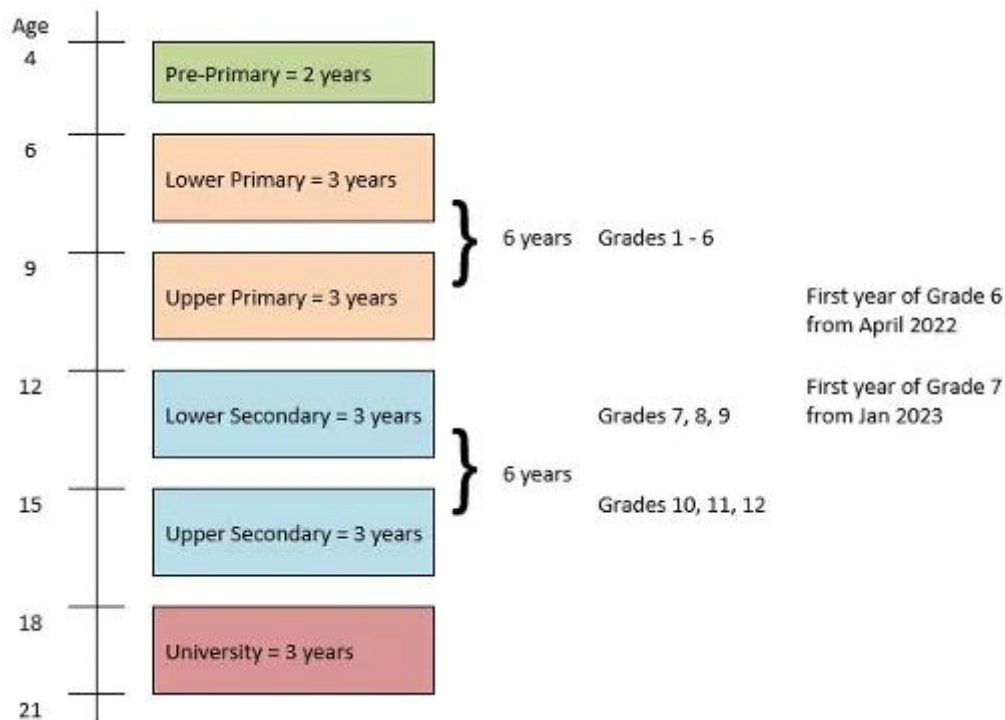 Age
4
Pre-Primary = 2 years
6
Lower Primary = 3 years
6 years Grades 1 - 6
9
Upper Primary = 3 years
First year of Grade 6
from April 2022
12
First year of Grade 7
from Jan 2023
Lower Secondary = 3 years
Grades 7, 8, 9
6 years
15
Grades 10, 11, 12
Upper Secondary = 3 years
18
University = 3 years
21